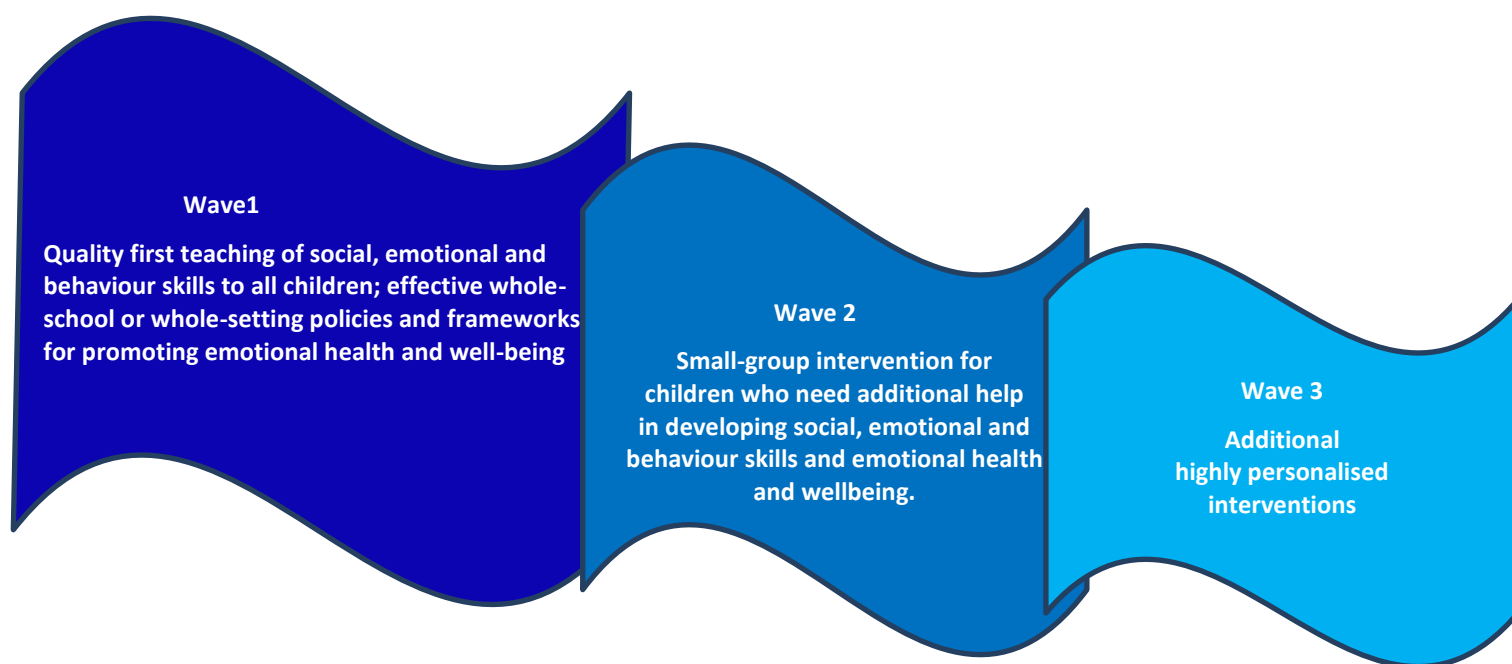 Wave1
Quality first teaching of social, emotional and
behaviour skills to all children; effective whole-
school or whole-setting policies and frameworks
for promoting emotional health and well-being
Wave 2
Small-group intervention for
children who need additional help
in developing social, emotional and
behaviour skills and emotional health
and wellbeing.
Wave 3
Additional
highly personalised
interventions